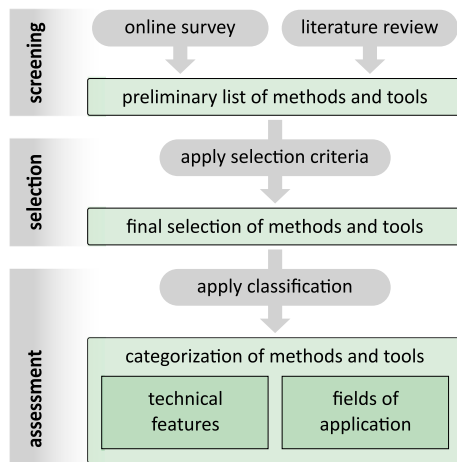 screening
online survey
literature review
preliminary list of methods and tools
selection
apply selection criteria
final selection of methods and tools
assessment
apply classification
categorization of methods and tools
technical
features
fields of
application